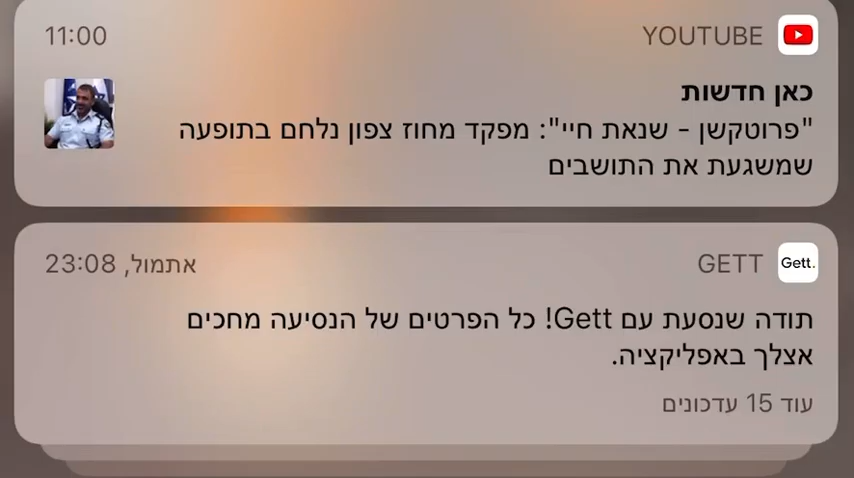 YOUTUBE 11:00
כאן חדשות
"פרוטקשן - שנאת חיי": מפקד מחוז צפון נלחם בתופעה
שמשגעת את התושבים
Gett. GETT אתמול, 23:08
תודה שנסעת עם Gett! כל הפרטים של הנסיעה מחכים
אצלך באפליקציה.
עוד 15 עדכונים